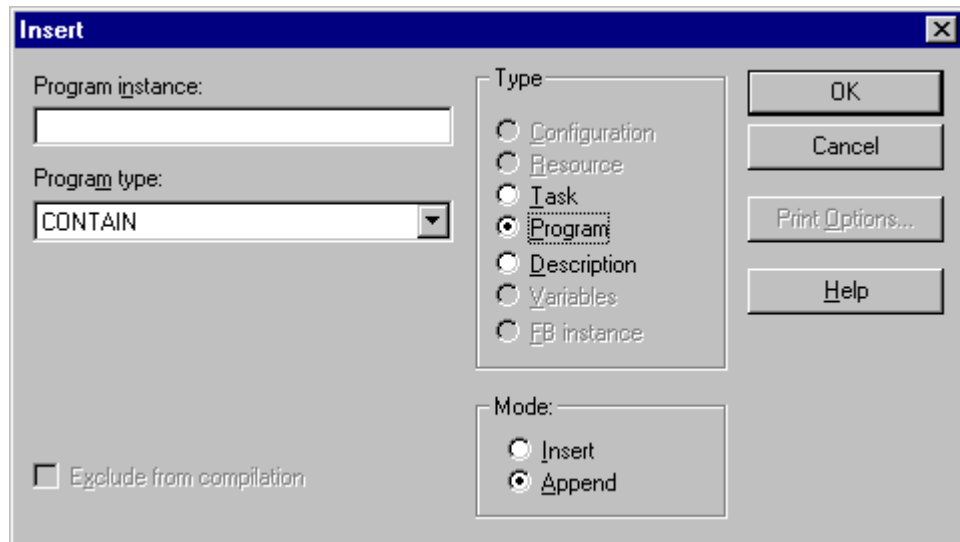 Insert
Program instance:
Program type:
CONTAIN
Exclude from compilation
Type
Configuration
Resource
Task
Program
Description
Variables
FB instance
Mode:
Insert
Append
OK
Cancel
Print Options...
Help